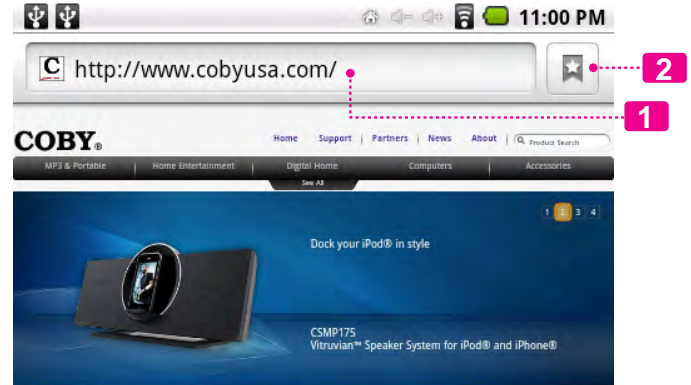 11:00 PM
C http://www.cobyusa.com/
2
1
COBY®
Home Support | Partners | News About | Product Search
MP3 & Portable | Home Entertainment | Digital Home Computers | Accessories
See All
1 2 3 4
Dock your iPod® in style
CSMP175
Vitruvian™ Speaker System for iPod® and iPhone®